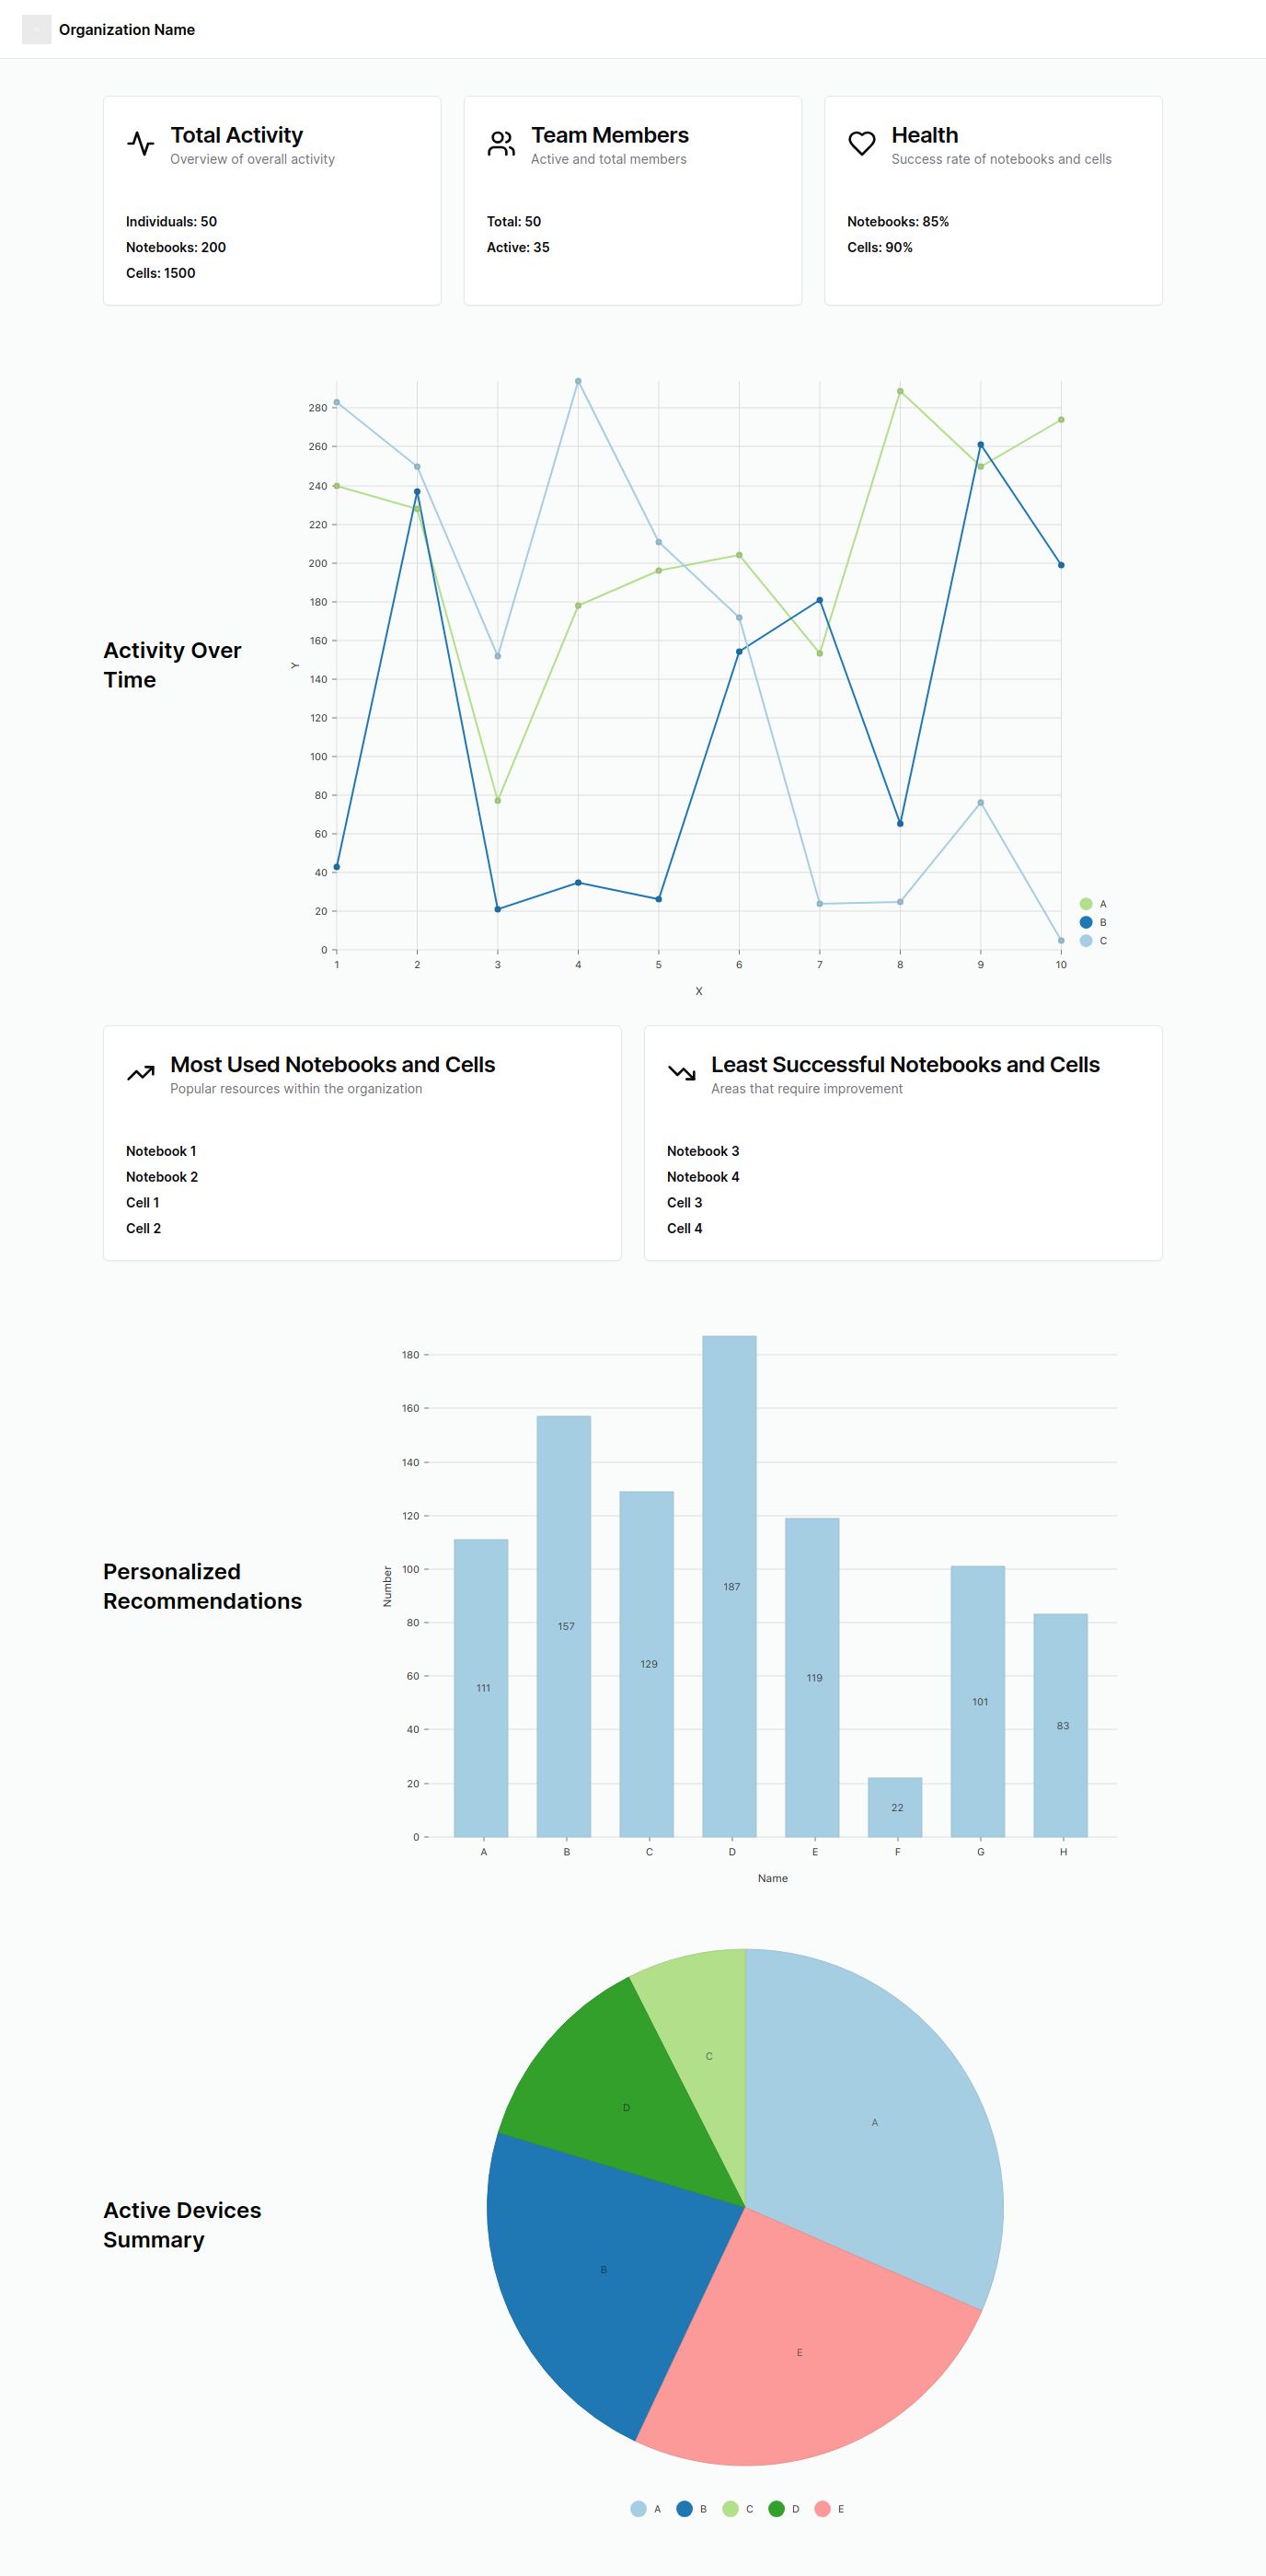 Organization Name
Total Activity
Overview of overall activity
Individuals: 50
Notebooks: 200
Cells: 1500
Team Members
Active and total members
Total: 50
Active: 35
Health
Success rate of notebooks and cells
Notebooks: 85%
Cells: 90%
Activity Over
Time
Y
280
260
240
220
200
180
160
140
120
100
80
60
40
20
0
1 2 3 4 5 6 7 8 9 10
X
A
B
C
Most Used Notebooks and Cells
Popular resources within the organization
Notebook 1
Notebook 2
Cell 1
Cell 2
Least Successful Notebooks and Cells
Areas that require improvement
Notebook 3
Notebook 4
Cell 3
Cell 4
Personalized
Recommendations
Number
180
160
140
120
100
80
60
40
20
0
111 157 129 187 119 22 101 83
A B C D E F G H
Name
Active Devices
Summary
C
D
A
B
E
A B C D E